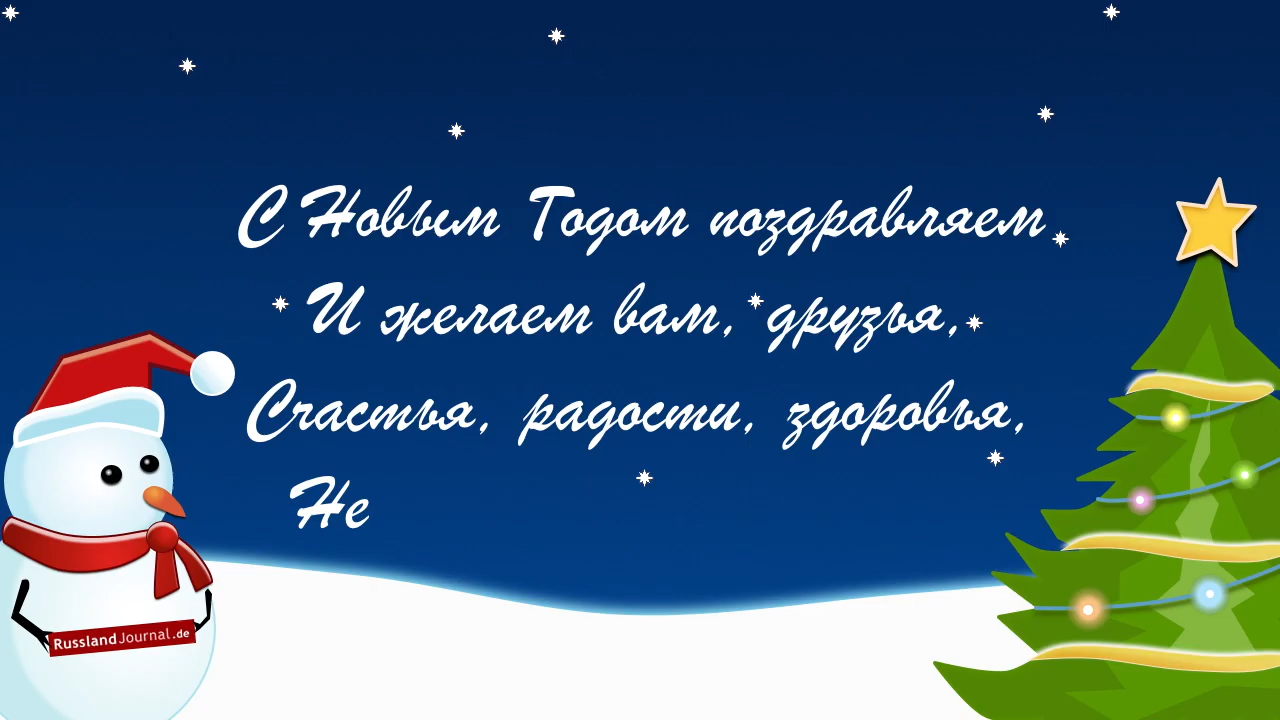 С Новым Годом поздравляем
И желаем вам, друзья,
Счастья, радости, здоровья,
Не
RusslandJournal.de